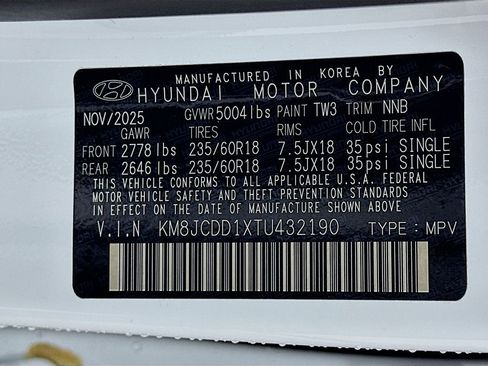 MANUFACTURED IN KOREA BY
HYUNDAI MOTOR COMPANY
NOV/2025 GVWR 5004lbs PAINT TW3 TRIM NNB
GAWR TIRES RIMS COLD TIRE INFL
FRONT 2778 lbs 235/60R18 7.5JX18 35psi SINGLE
REAR 2646 lbs 235/60R18 7.5JX18 35psi SINGLE
THIS VEHICLE CONFORMS TO ALL APPLICABLE U.S.A. FEDERAL
MOTOR VEHICLE SAFETY AND THEFT PREVENTION STANDARDS
IN EFFECT ON THE DATE OF MANUFACTURE SHOWN ABOVE
V.I.N KM8JCDD1XTU432190 TYPE : MPV